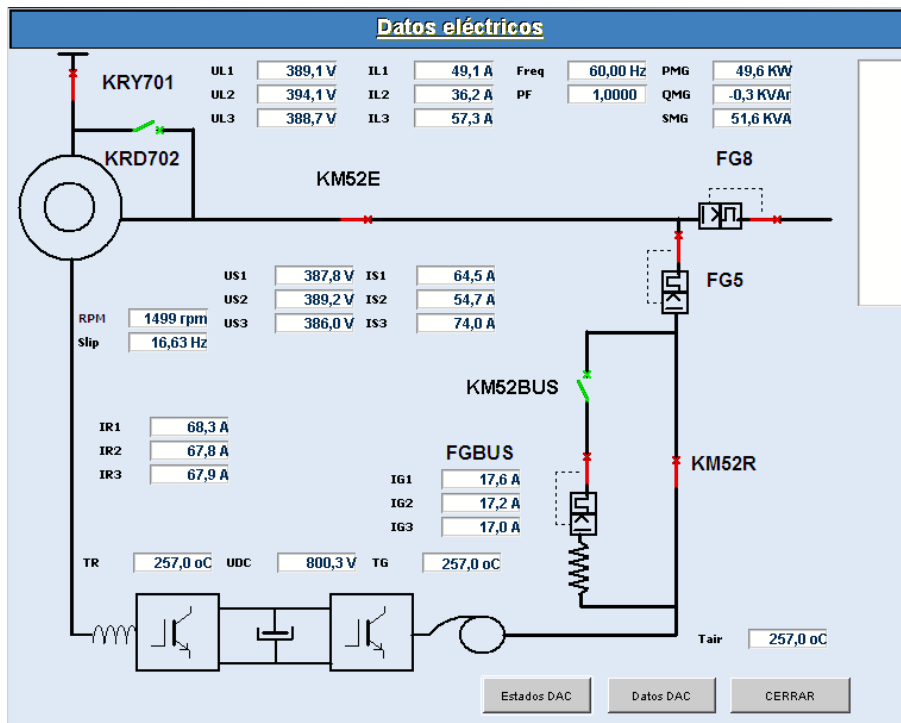 Datos eléctricos
UL1 389,1 V IL1 49,1 A Freq 60,00 Hz PMG 49,6 KW
KRY701
UL2 394,1 V IL2 36,2 A PF 1,0000 QMG -0,3 KVAr
UL3 388,7 V IL3 57,3 A SMG 51,6 KVA
KRD702
FG8
KM52E
US1 387,8 V IS1 64,5 A
FG5
US2 389,2 V IS2 54,7 A
RPM 1499 rpm US3 386,0 V IS3 74,0 A
Slip 16,63 Hz
KM52BUS
IR1 68,3 A
IR2 67,8 A FGBUS
KM52R
IR3 67,9 A
IG1 17,6 A
IG2 17,2 A
IG3 17,0 A
TR 257,0 oC UDC 800,3 V TG 257,0 oC
Tair 257,0 oC
Estados DAC Datos DAC CERRAR